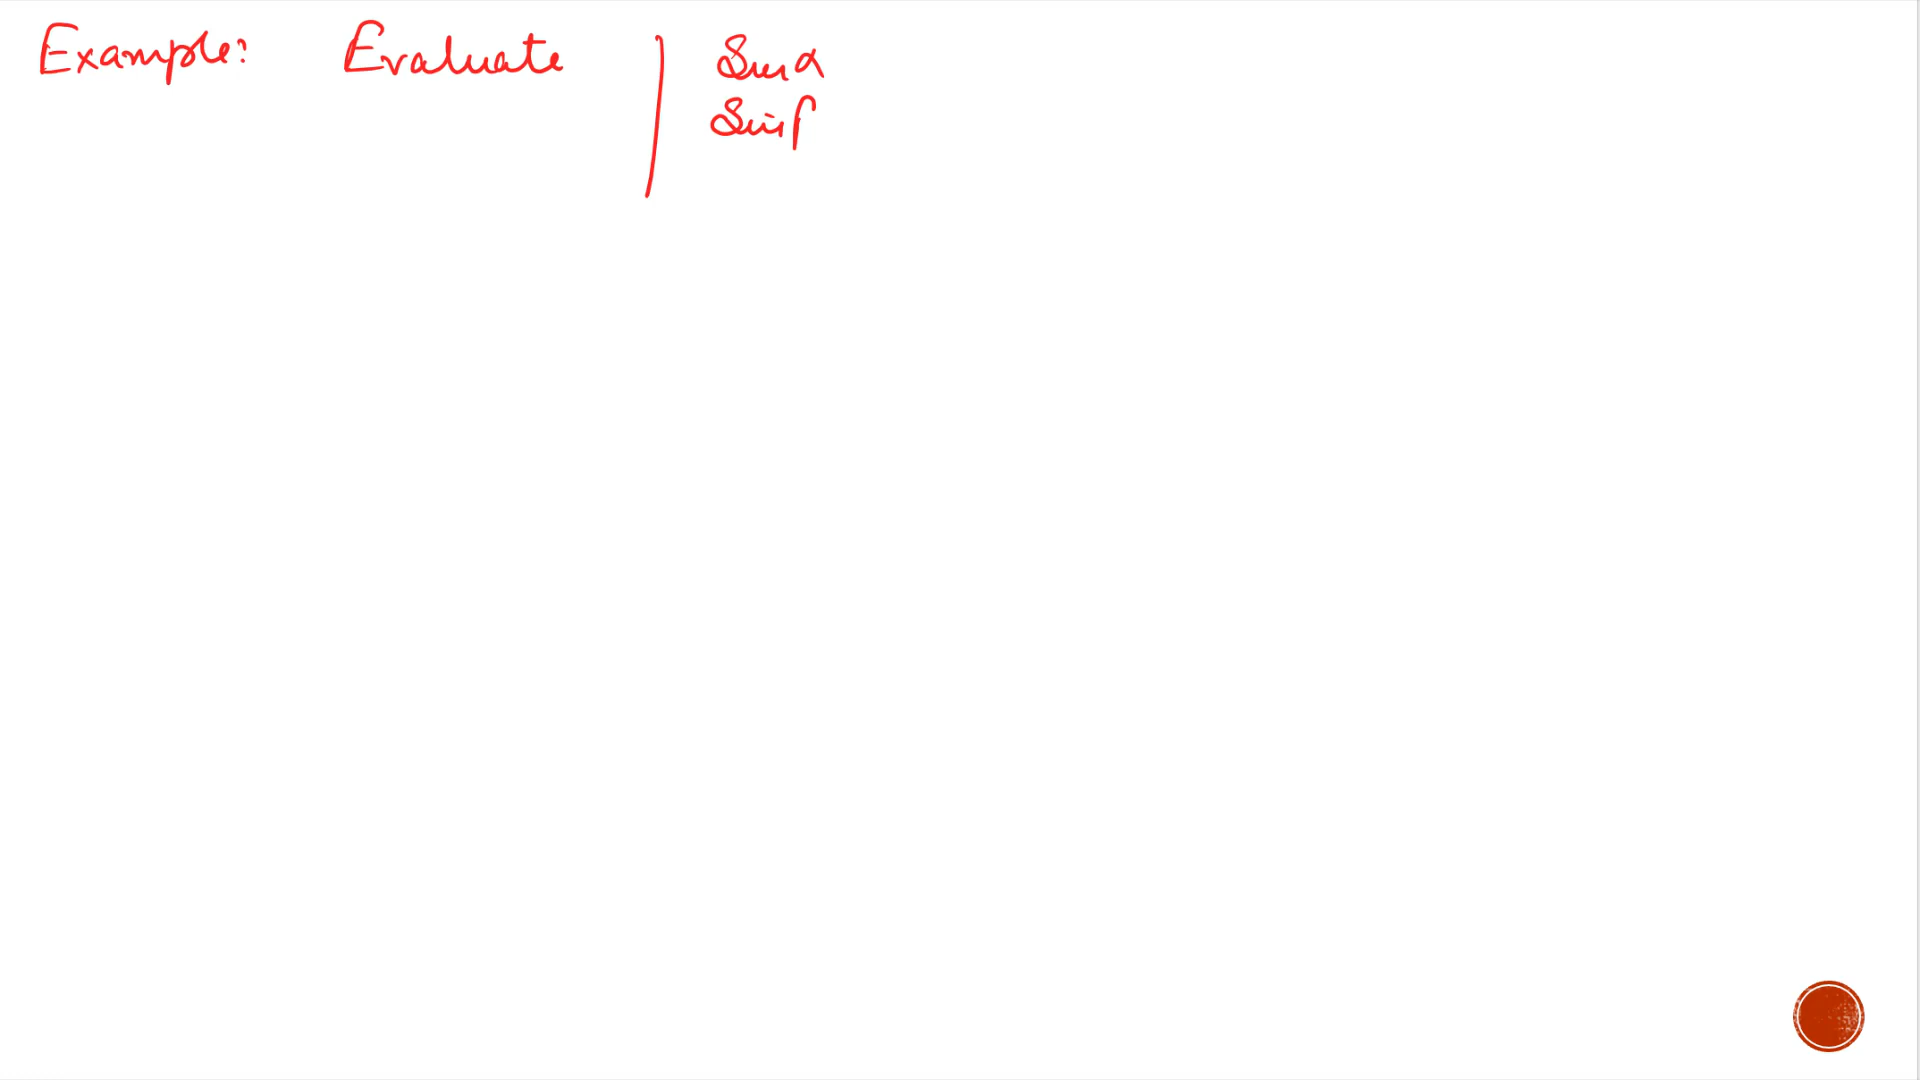 Example: Evaluate | Sin α
Sin β